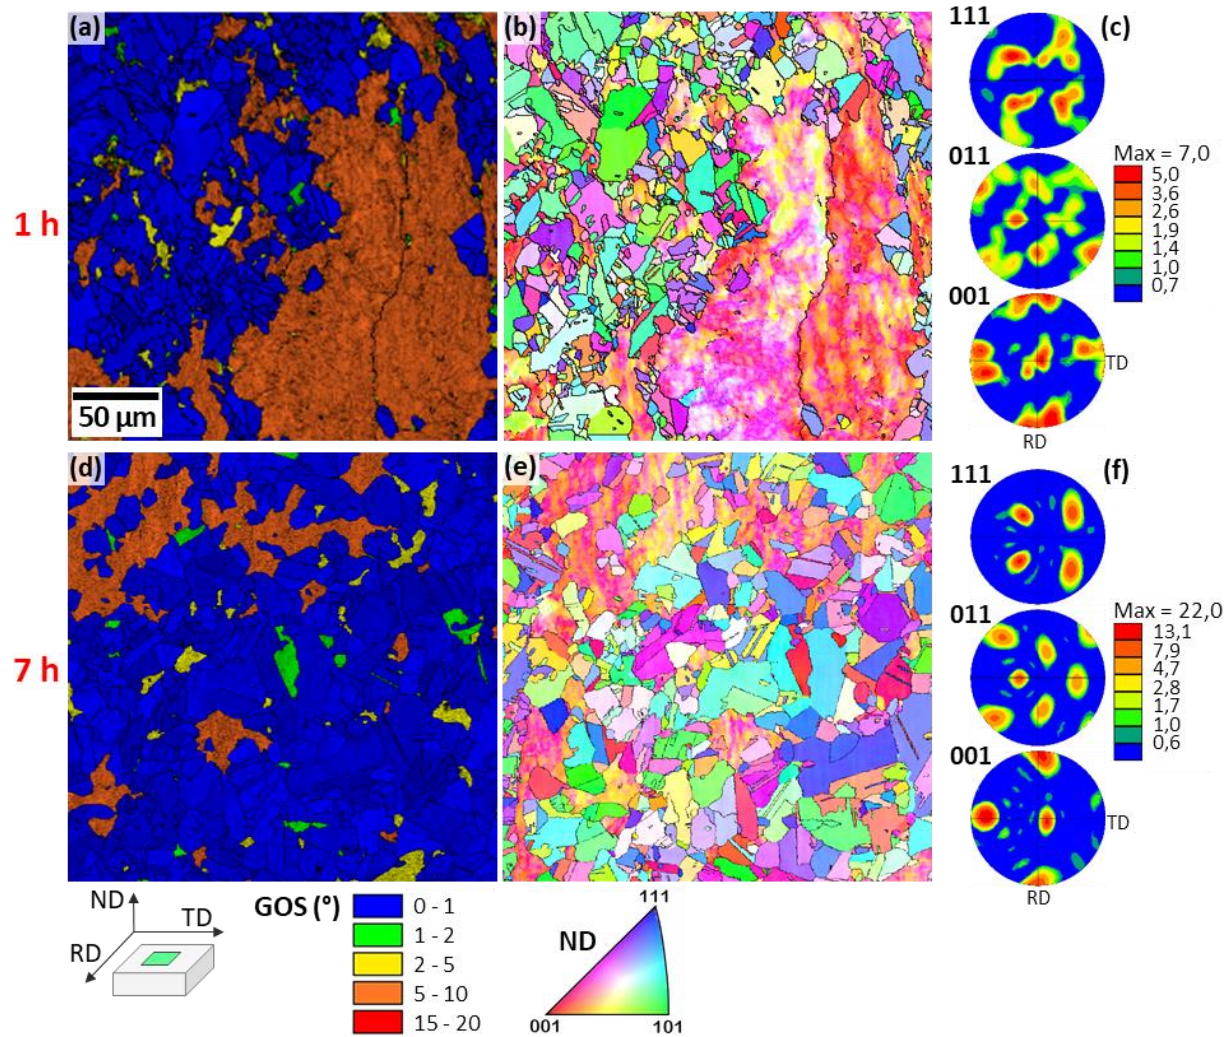 (a)
(b)
111
(c)
1 h
50 µm
011
Max = 7,0
5,0
3,6
2,6
1,9
1,4
1,0
0,7
001
TD
RD
(d)
(e)
111
(f)
7 h
011
Max = 22,0
13,1
7,9
4,7
2,8
1,7
1,0
0,6
001
TD
RD
ND
TD
RD
GOS (°)
0 - 1
1 - 2
2 - 5
5 - 10
15 - 20
111
ND
001
101